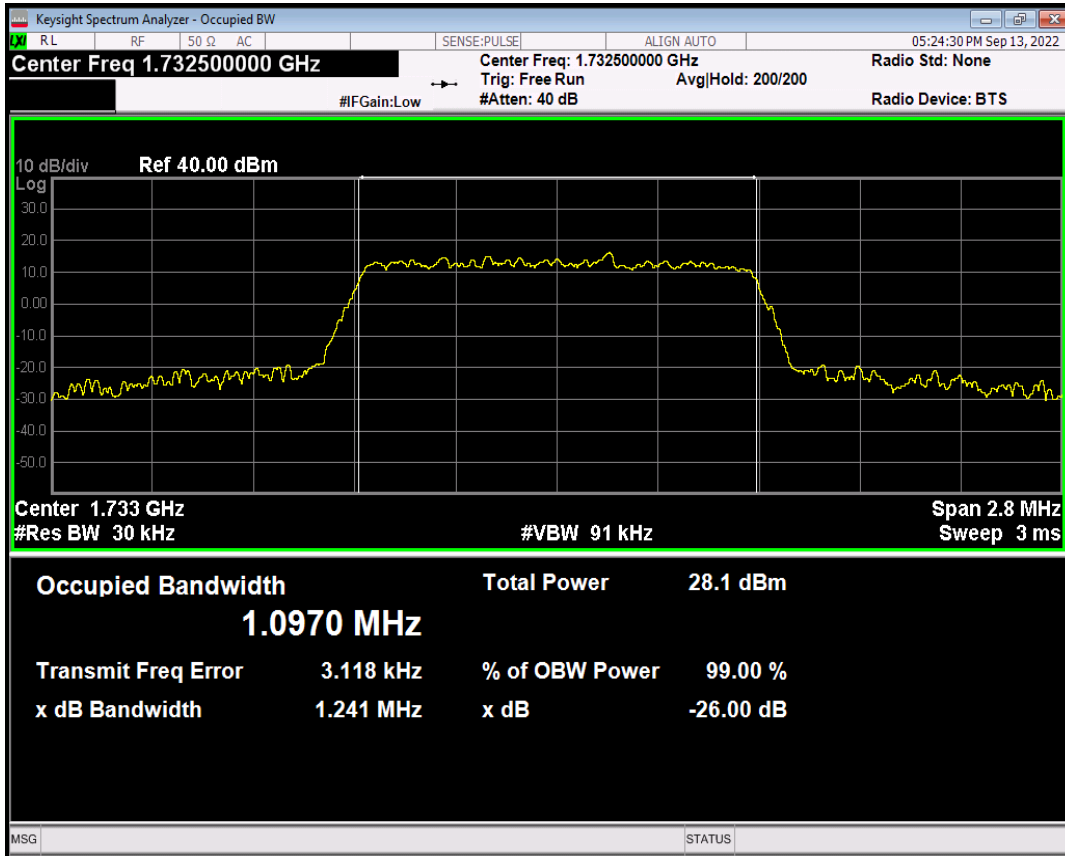 Keysight Spectrum Analyzer - Occupied BW
LXI RL RF 50 Ω AC SENSE:PULSE ALIGN AUTO 05:24:30 PM Sep 13, 2022
Center Freq 1.732500000 GHz Center Freq: 1.732500000 GHz Radio Std: None
Trig: Free Run Avg|Hold: 200/200
#IFGain:Low #Atten: 40 dB Radio Device: BTS
10 dB/div Ref 40.00 dBm
Log
30.0
20.0
10.0
0.00
-10.0
-20.0
-30.0
-40.0
-50.0
Center 1.733 GHz Span 2.8 MHz
#Res BW 30 kHz #VBW 91 kHz Sweep 3 ms
Occupied Bandwidth Total Power 28.1 dBm
1.0970 MHz
Transmit Freq Error 3.118 kHz % of OBW Power 99.00 %
x dB Bandwidth 1.241 MHz x dB -26.00 dB
MSG STATUS